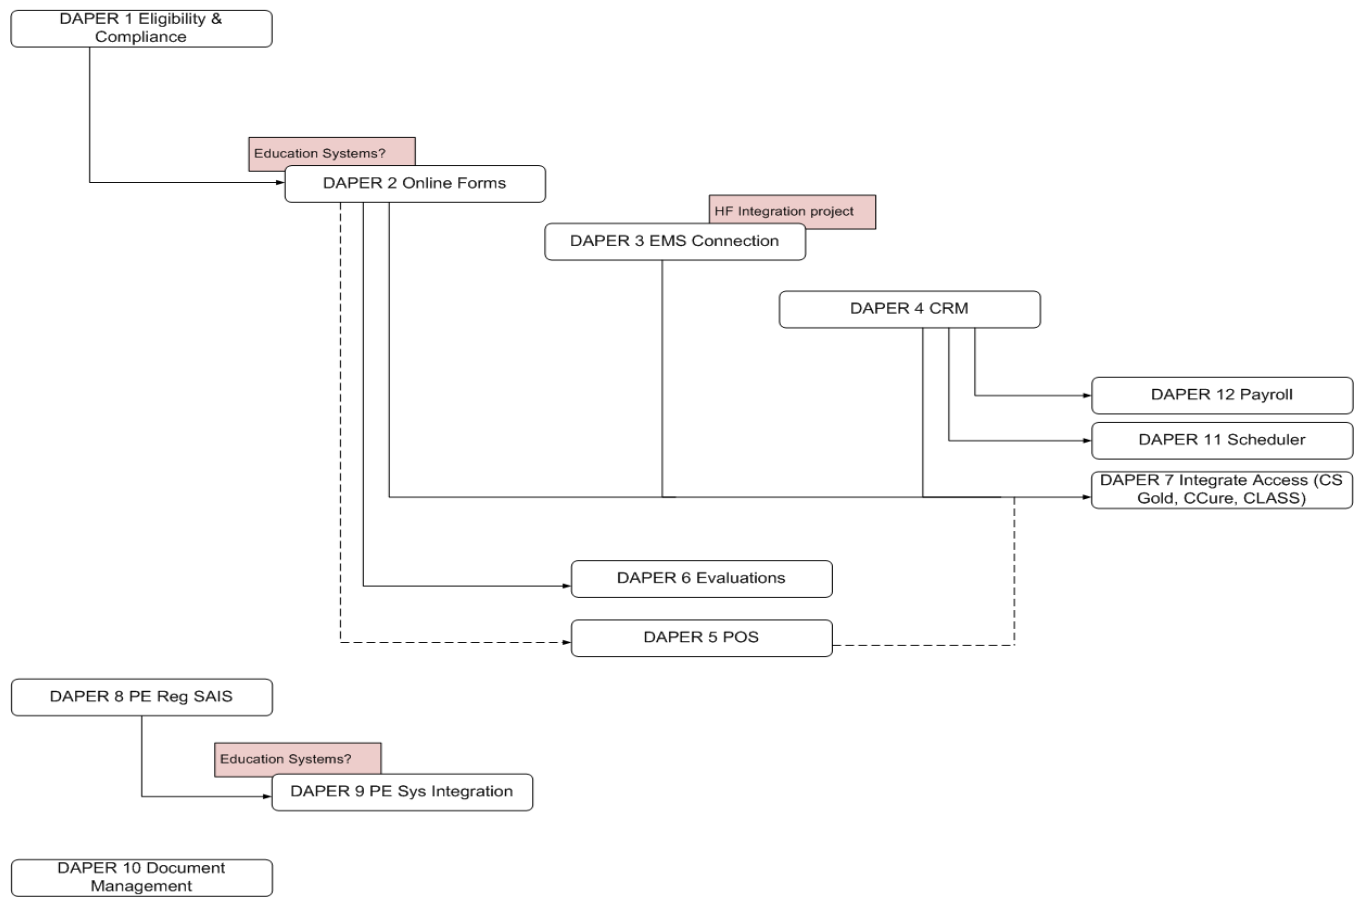 DAPER 1 Eligibility &
Compliance
Education Systems?
DAPER 2 Online Forms
HF Integration project
DAPER 3 EMS Connection
DAPER 4 CRM
DAPER 12 Payroll
DAPER 11 Scheduler
DAPER 7 Integrate Access (CS
Gold, CCure, CLASS)
DAPER 6 Evaluations
DAPER 5 POS
DAPER 8 PE Reg SAIS
Education Systems?
DAPER 9 PE Sys Integration
DAPER 10 Document
Management